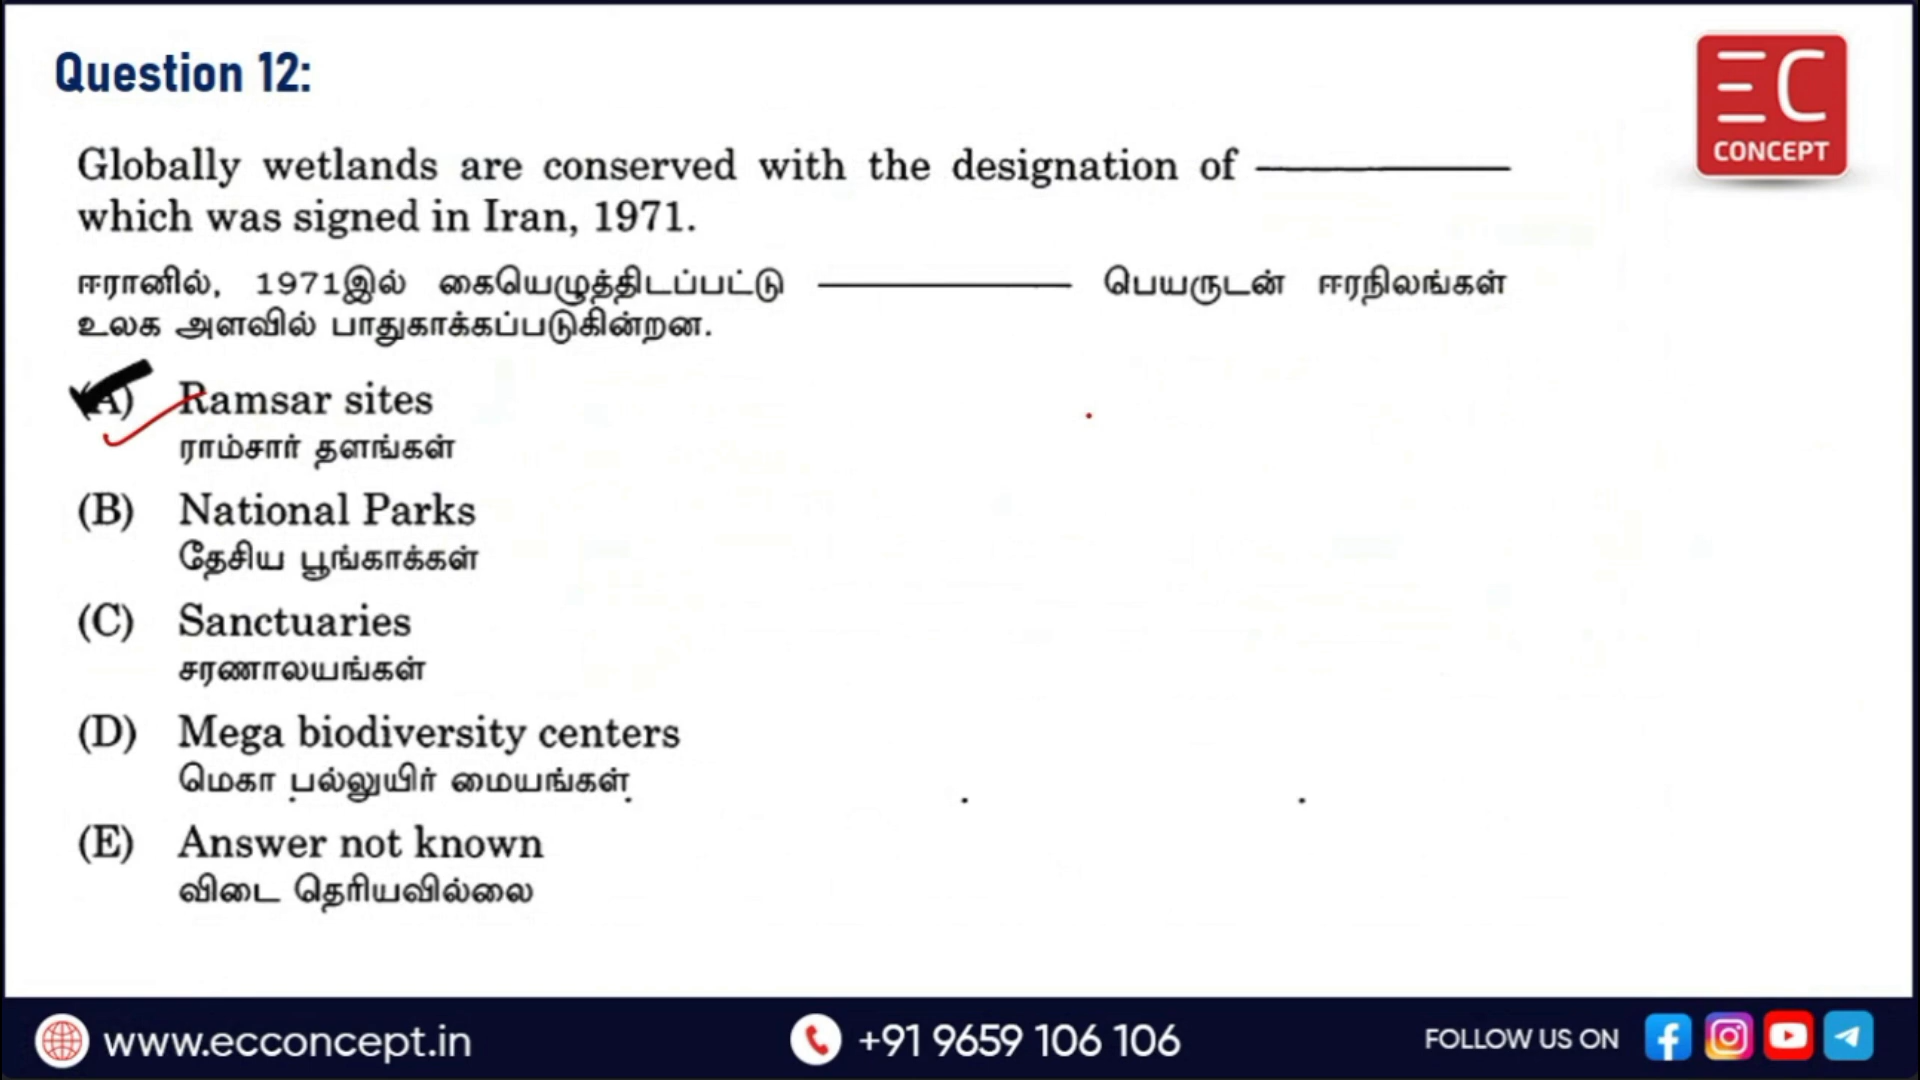 Question 12:
EC
CONCEPT
Globally wetlands are conserved with the designation of
which was signed in Iran, 1971.
ஈரானில், 1971இல் கையெழுத்திடப்பட்டு ———— பெயருடன் ஈரநிலங்கள்
உலக அளவில் பாதுகாக்கப்படுகின்றன.
(A) Ramsar sites
ராம்சார் தளங்கள்
(B) National Parks
தேசிய பூங்காக்கள்
(C) Sanctuaries
சரணாலயங்கள்
(D) Mega biodiversity centers
மெகா பல்லுயிர் மையங்கள்
(E) Answer not known
விடை தெரியவில்லை
www.ecconcept.in
+91 9659 106 106
FOLLOW US ON